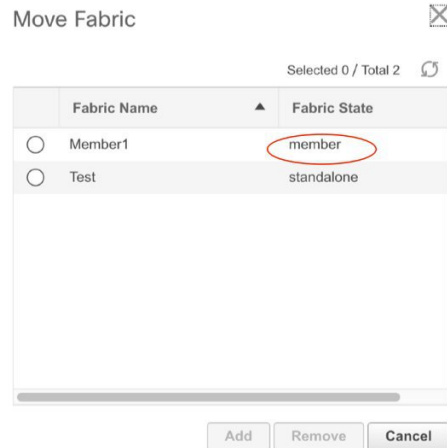 Move Fabric
Selected 0 / Total 2
Fabric Name Fabric State
Member1 member
Test standalone
Add Remove Cancel